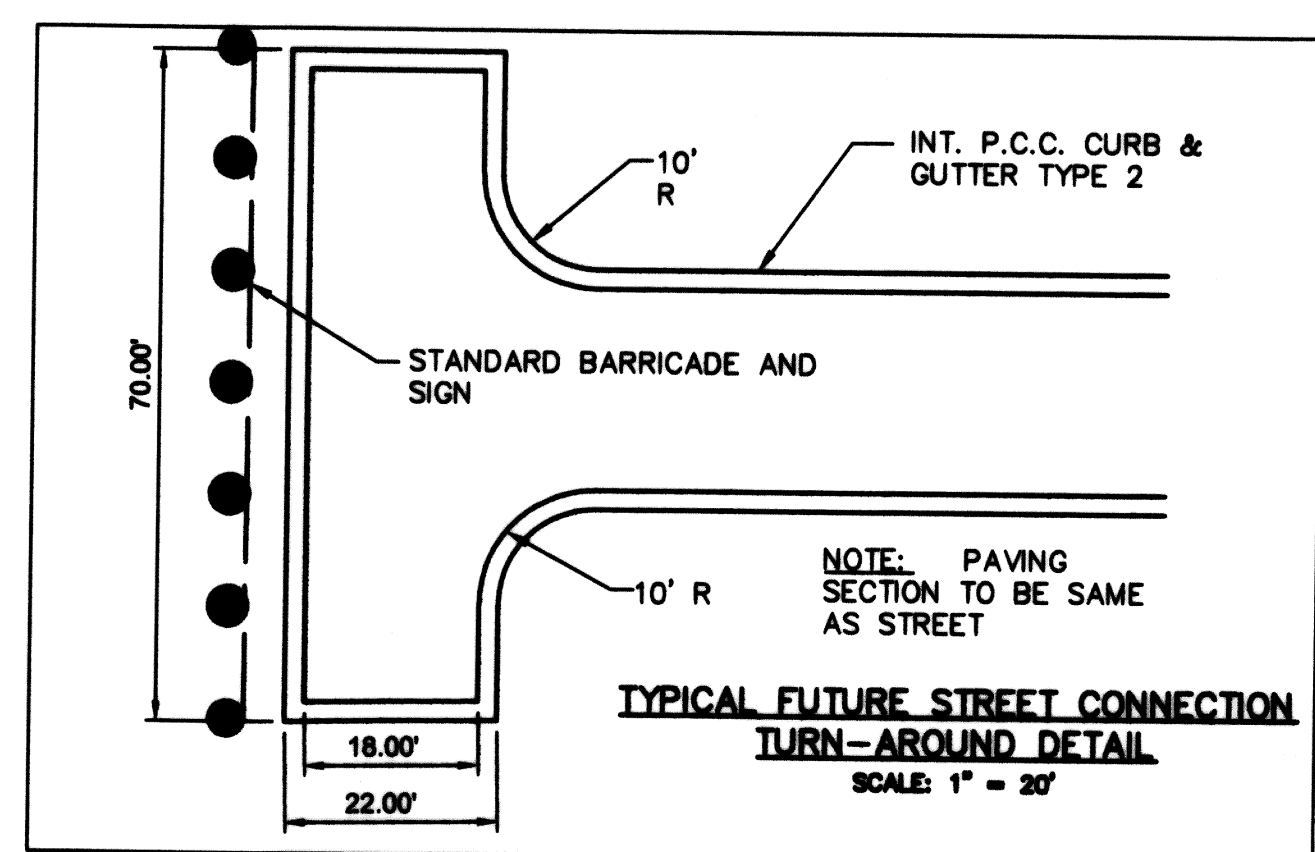 10'
R
INT. P.C.C. CURB &
GUTTER TYPE 2
70.00'
STANDARD BARRICADE AND
SIGN
10' R
NOTE: PAVING
SECTION TO BE SAME
AS STREET
TYPICAL FUTURE STREET CONNECTION
TURN-AROUND DETAIL
SCALE: 1" = 20'
18.00'
22.00'